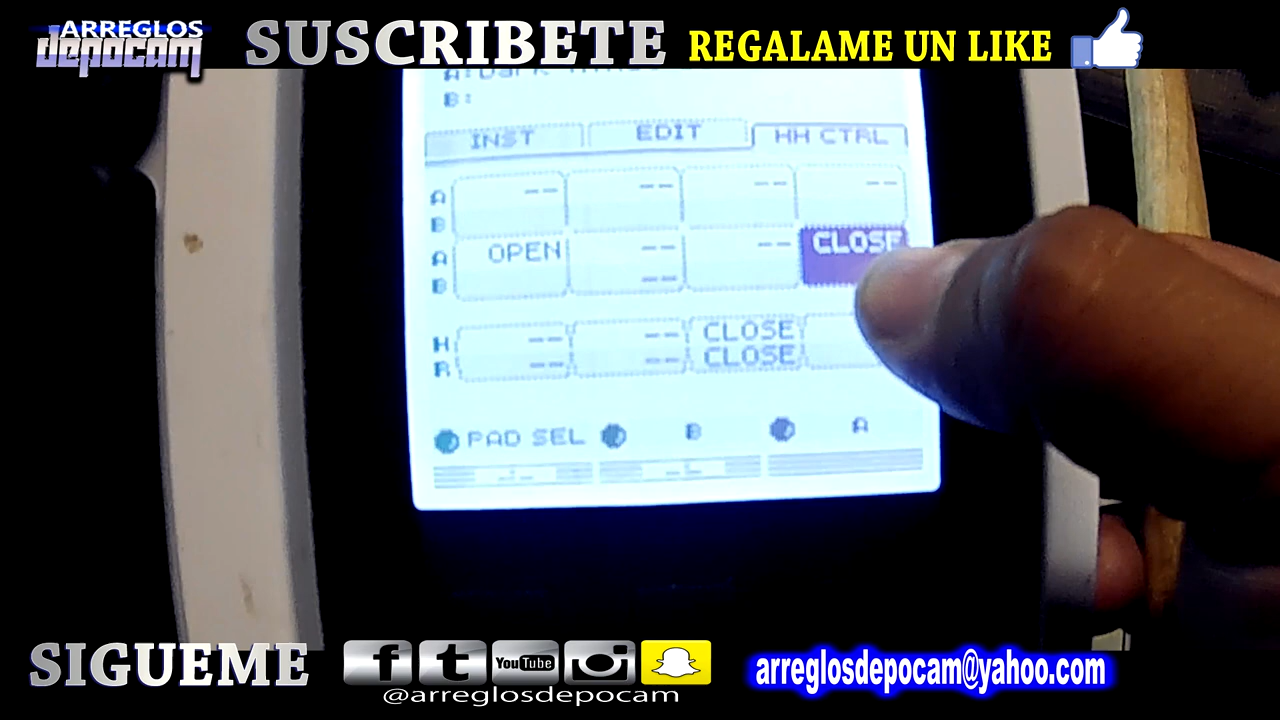 ARREGLOS
depocam
SUSCRIBETE
REGALAME UN LIKE
A:Dark
B:
INST
EDIT
HH CTRL
A -- -- -- --
B
A OPEN -- -- CLOSE
B --
H -- -- CLOSE
R -- -- CLOSE
PAD SEL B A
SIGUEME
f t YouTube
@arreglosdepocam
arreglosdepocam@yahoo.com